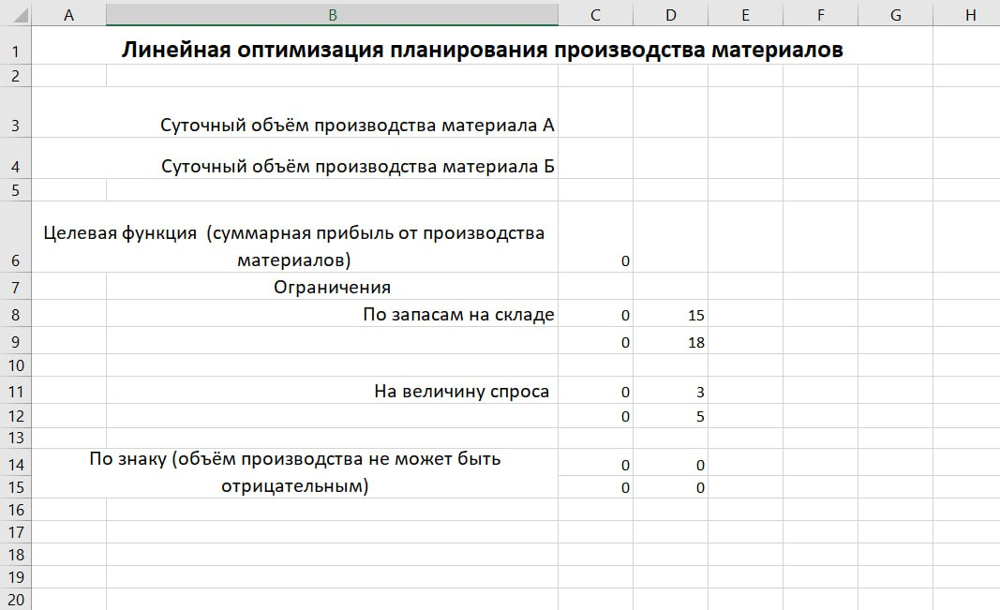 A B C D E F G H
1 Линейная оптимизация планирования производства материалов
2
3 Суточный объём производства материала А
4 Суточный объём производства материала Б
5
Целевая функция (суммарная прибыль от производства
6 материалов) 0
7 Ограничения
8 По запасам на складе 0 15
9 0 18
10
11 На величину спроса 0 3
12 0 5
13
14 По знаку (объём производства не может быть 0 0
15 отрицательным) 0 0
16
17
18
19
20